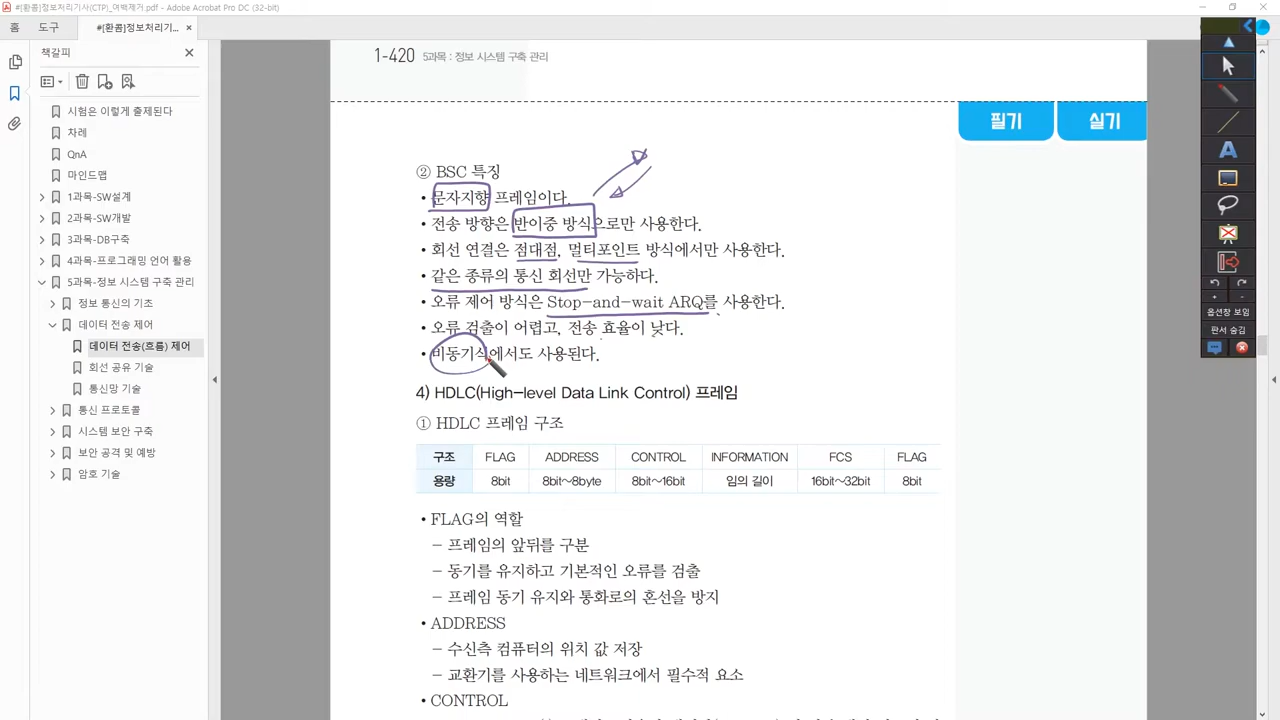 #[환콤]정보처리기사(CTP)_여백제거.pdf - Adobe Acrobat Pro DC (32-bit)
홈 도구 #[환콤]정보처리기... ×
책갈피
시험은 이렇게 출제된다
차례
QnA
마인드맵
1과목-SW설계
2과목-SW개발
3과목-DB구축
4과목-프로그래밍 언어 활용
5과목-정보 시스템 구축 관리
정보 통신의 기초
데이터 전송 제어
데이터 전송(흐름) 제어
회선 공유 기술
통신망 기술
통신 프로토콜
시스템 보안 구축
보안 공격 및 예방
암호 기술
1-420 5과목 : 정보 시스템 구축 관리
필기 실기
② BSC 특징
• 문자지향 프레임이다.
• 전송 방향은 반이중 방식으로만 사용한다.
• 회선 연결은 점대점, 멀티포인트 방식에서만 사용한다.
• 같은 종류의 통신 회선만 가능하다.
• 오류 제어 방식은 Stop-and-wait ARQ를 사용한다.
• 오류 검출이 어렵고, 전송 효율이 낮다.
• 비동기식에서도 사용된다.
4) HDLC(High-level Data Link Control) 프레임
① HDLC 프레임 구조
구조 FLAG ADDRESS CONTROL INFORMATION FCS FLAG
용량 8bit 8bit~8byte 8bit~16bit 임의 길이 16bit~32bit 8bit
• FLAG의 역할
- 프레임의 앞뒤를 구분
- 동기를 유지하고 기본적인 오류를 검출
- 프레임 동기 유지와 통화로의 혼선을 방지
• ADDRESS
- 수신측 컴퓨터의 위치 값 저장
- 교환기를 사용하는 네트워크에서 필수적 요소
• CONTROL
A
옵션창 보임
판서 숨김